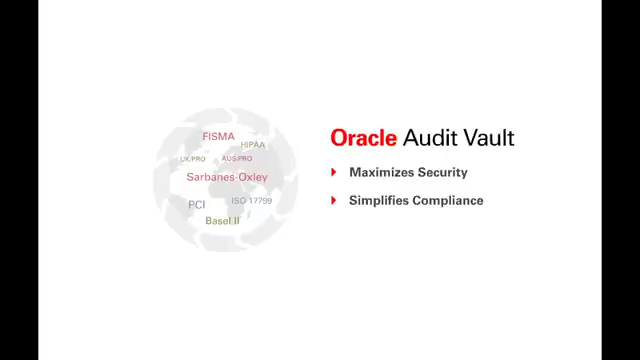 FISMA
HIPAA
UK/PRO
AUS/PRO
Sarbanes-Oxley
PCI
ISO 17799
Basel II
Oracle Audit Vault
Maximizes Security
Simplifies Compliance